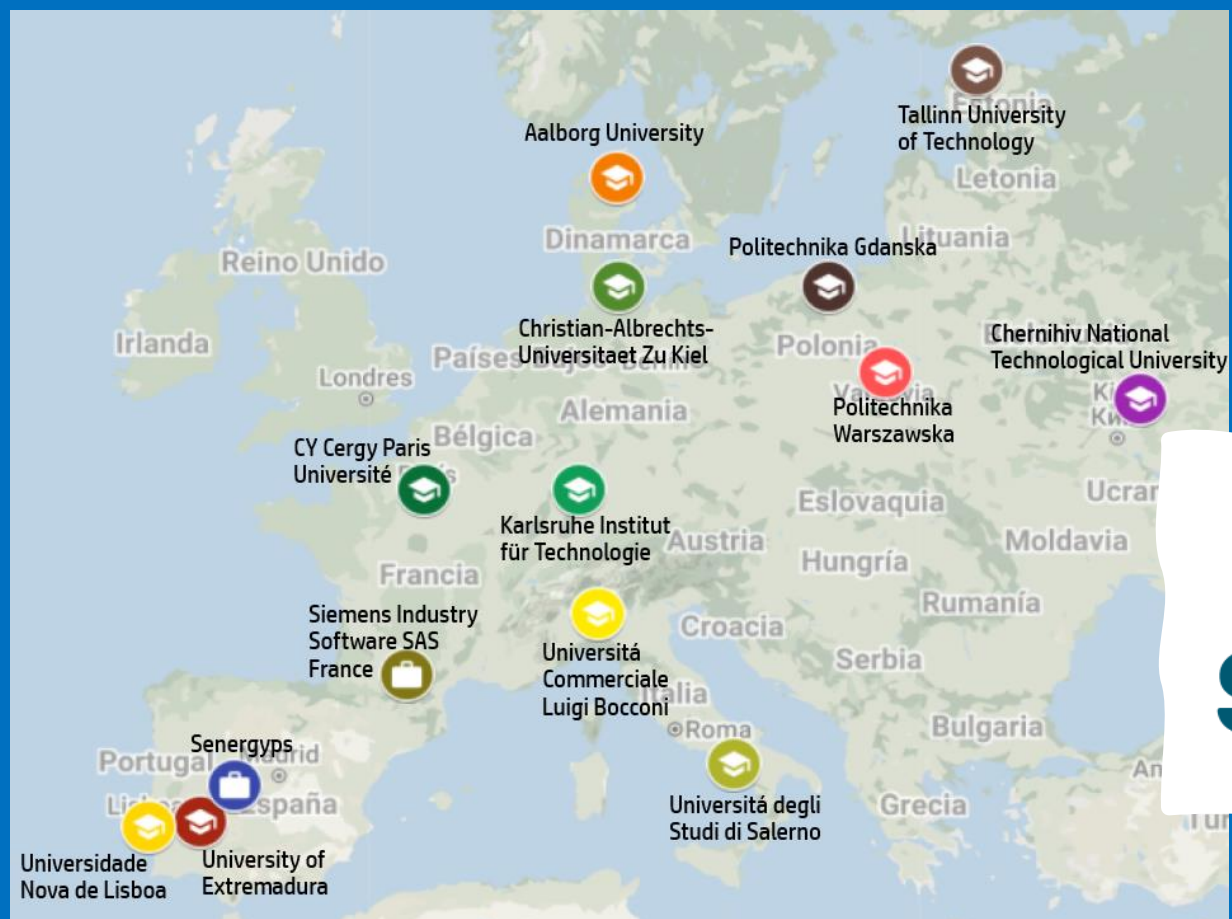 Tallinn University
of Technology
Estonia
Aalborg University
Letonia
Dinamarca
Politechnika Gdanska
Lituania
Reino Unido
Christian-Albrechts-
Universitaet Zu Kiel
Irlanda
Países Bajos
Polonia
Chernihiv National
Technological University
Londres
Alemania
Politechnika
Warszawska
Bélgica
CY Cergy Paris
Université
Karlsruhe Institut
für Technologie
Eslovaquia
Austria
Hungría
Moldavia
Francia
Siemens Industry
Software SAS
France
Rumanía
Croacia
Universitá
Commerciale
Luigi Bocconi
Serbia
Italia
Roma
Bulgaria
Senergyps
Madrid
Portugal
España
Grecia
Universitá degli
Studi di Salerno
Universidade
Nova de Lisboa
University of
Extremadura